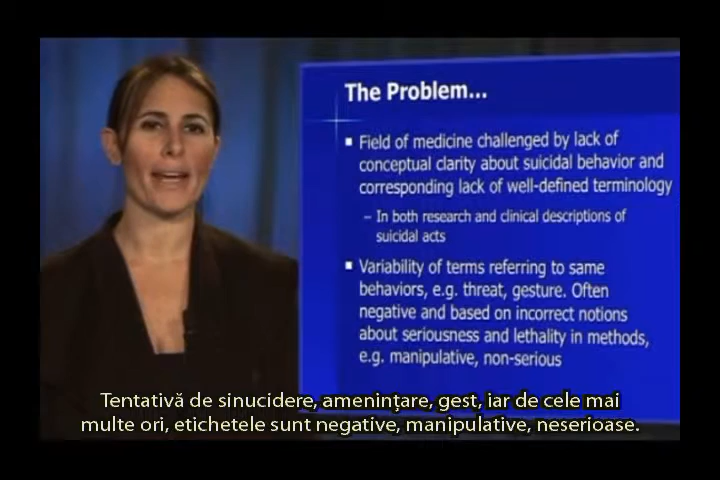 The Problem...
Field of medicine challenged by lack of
conceptual clarity about suicidal behavior and
corresponding lack of well-defined terminology
– In both research and clinical descriptions of
suicidal acts
Variability of terms referring to same
behaviors, e.g. threat, gesture. Often
negative and based on incorrect notions
about seriousness and lethality in methods,
e.g. manipulative, non-serious
Tentativă de sinucidere, amenințare, gest, iar de cele mai
multe ori, etichetele sunt negative, manipulative, neserioase.